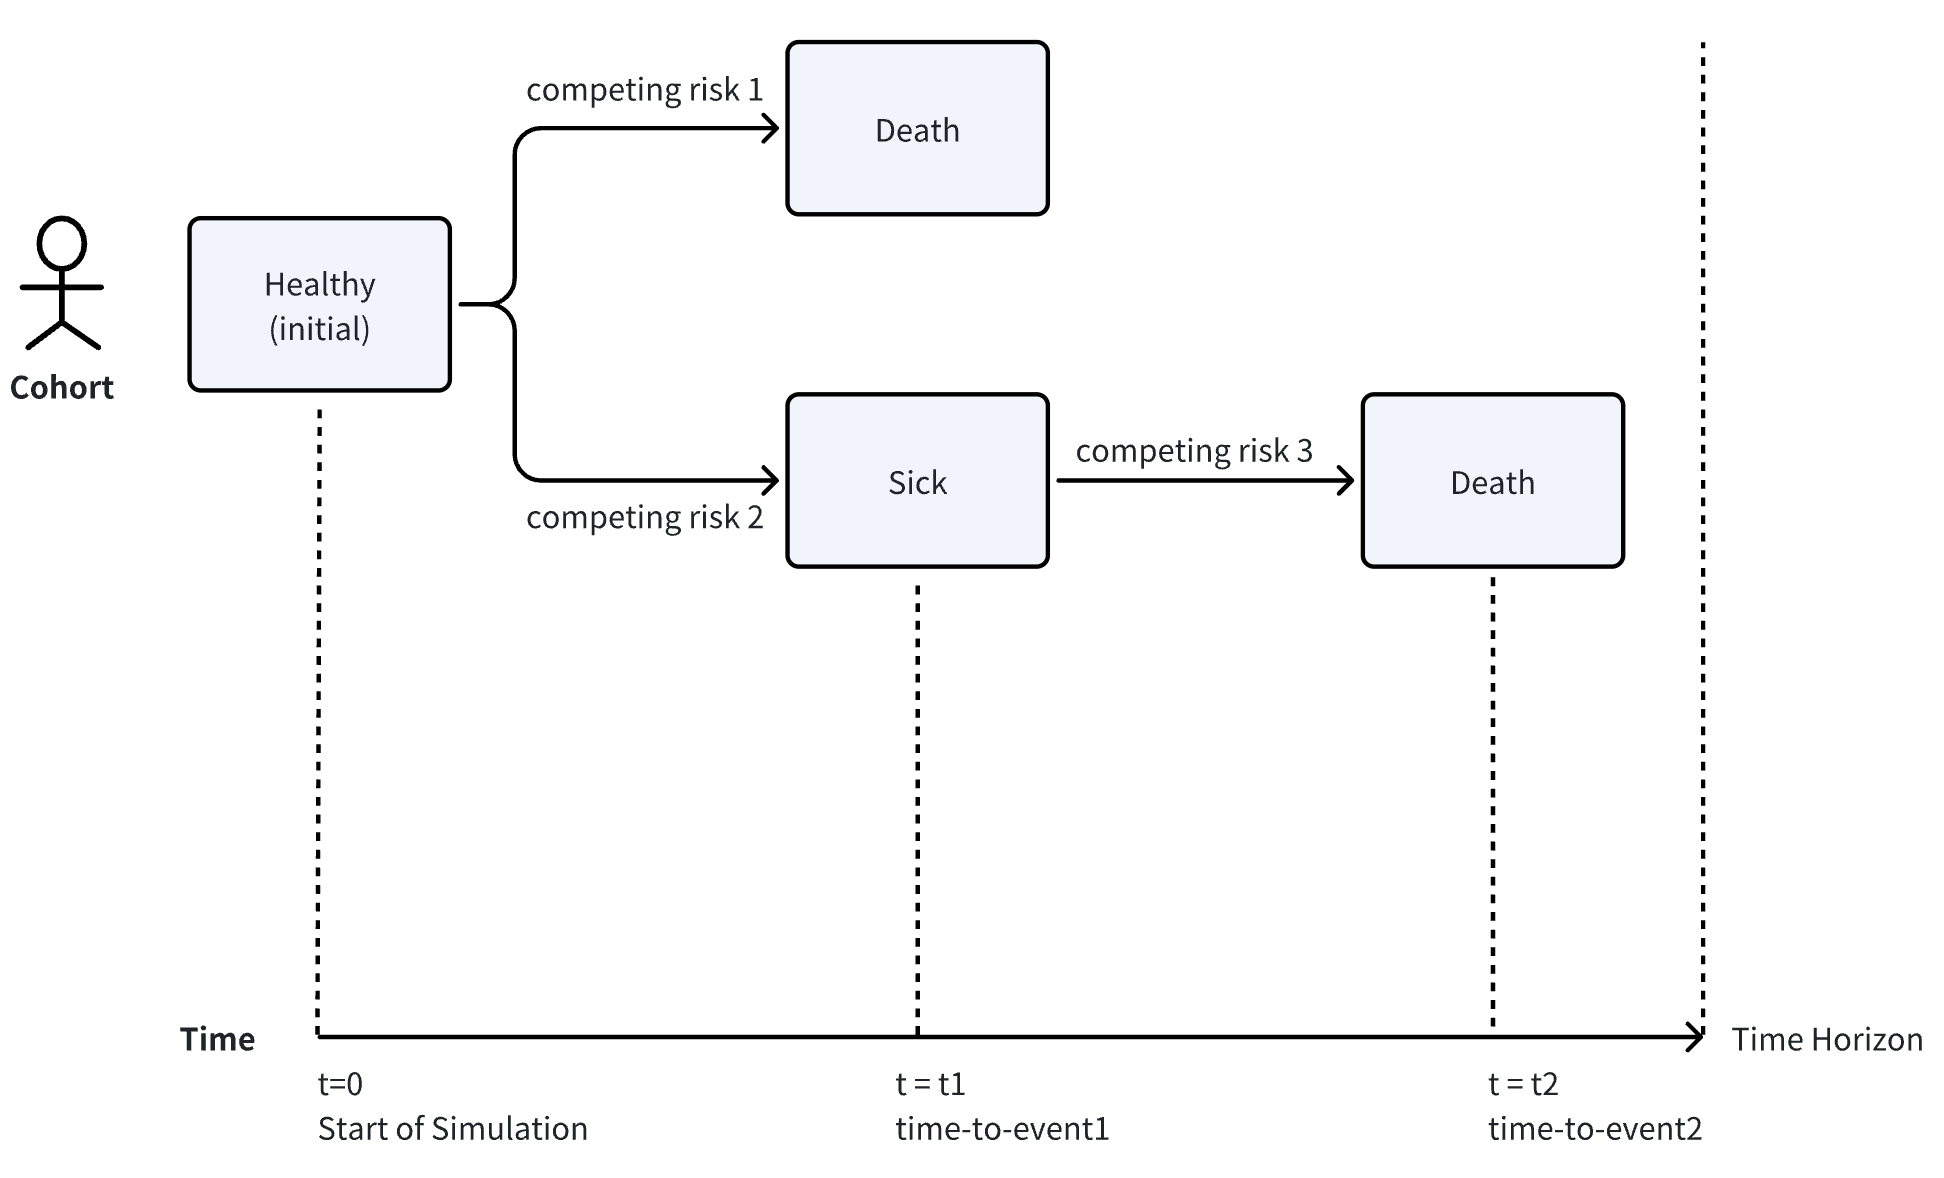 competing risk 1
Death
Healthy
(initial)
Cohort
competing risk 3
Sick
Death
competing risk 2
Time
Time Horizon
t=0
Start of Simulation
t = t1
time-to-event1
t = t2
time-to-event2